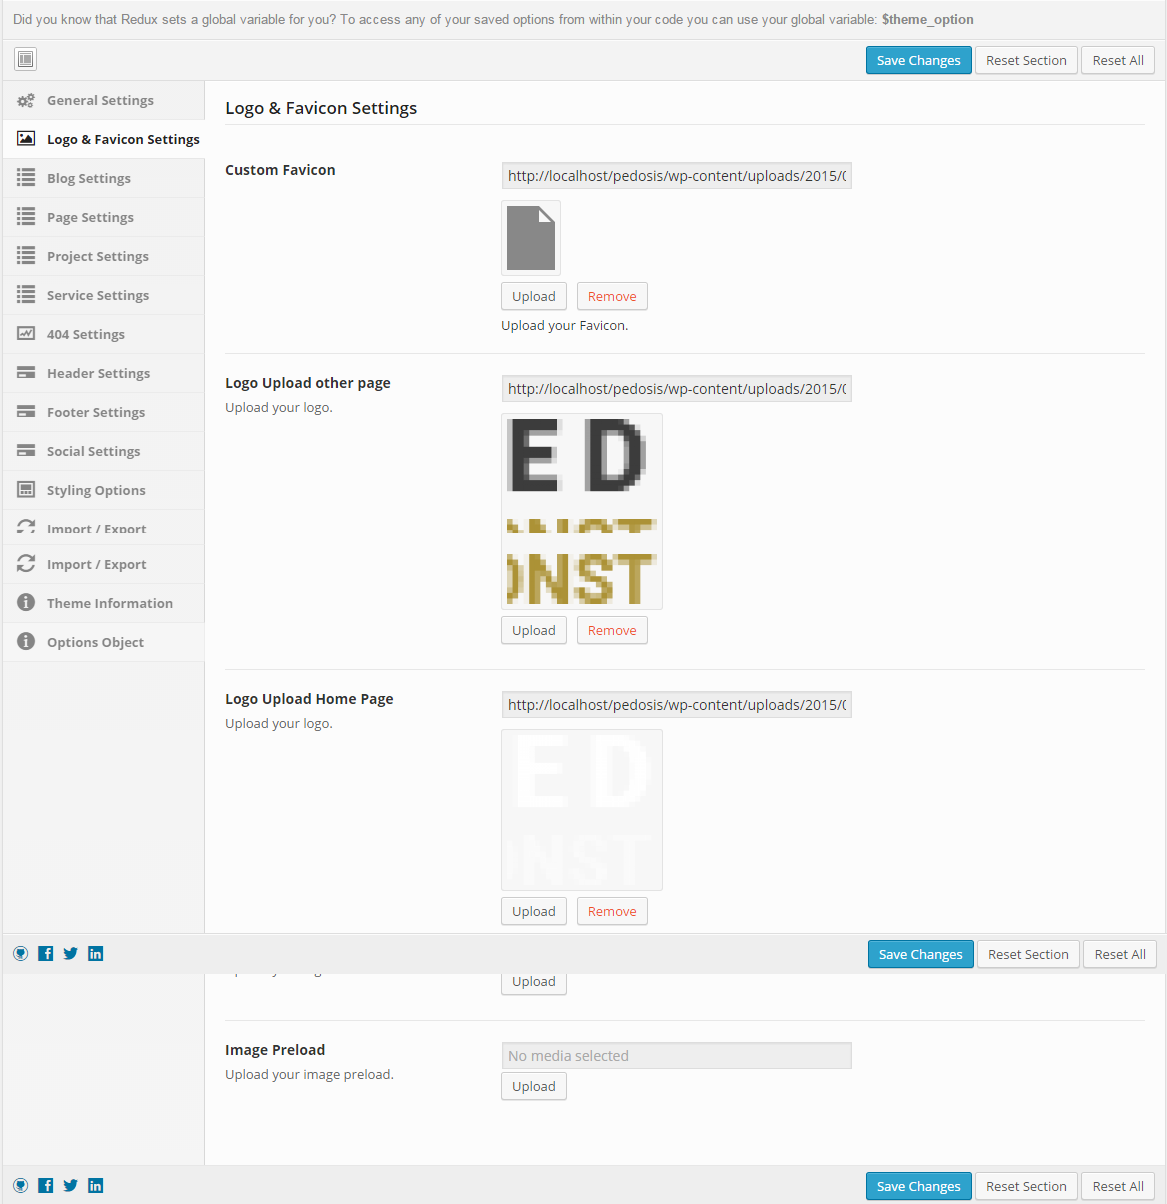 Did you know that Redux sets a global variable for you? To access any of your saved options from within your code you can use your global variable: $theme_option
Save Changes Reset Section Reset All
General Settings
Logo & Favicon Settings
Blog Settings
Page Settings
Project Settings
Service Settings
404 Settings
Header Settings
Footer Settings
Social Settings
Styling Options
Import / Export
Import / Export
Theme Information
Options Object
Logo & Favicon Settings
Custom Favicon
http://localhost/pedosis/wp-content/uploads/2015/0
Upload Remove
Upload your Favicon.
Logo Upload other page
Upload your logo.
http://localhost/pedosis/wp-content/uploads/2015/0
ED
ONST
Upload Remove
Logo Upload Home Page
Upload your logo.
http://localhost/pedosis/wp-content/uploads/2015/0
ED
ONST
Upload Remove
Save Changes Reset Section Reset All
Upload
Image Preload
Upload your image preload.
No media selected
Upload
Save Changes Reset Section Reset All